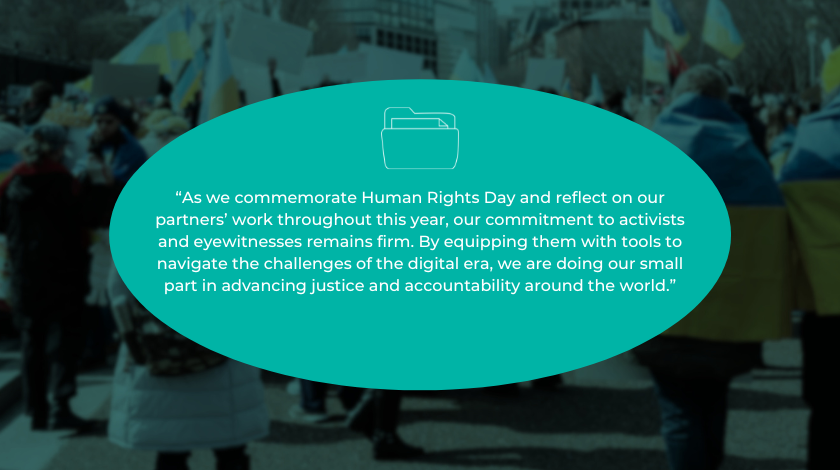 “As we commemorate Human Rights Day and reflect on our
partners’ work throughout this year, our commitment to activists
and eyewitnesses remains firm. By equipping them with tools to
navigate the challenges of the digital era, we are doing our small
part in advancing justice and accountability around the world.”